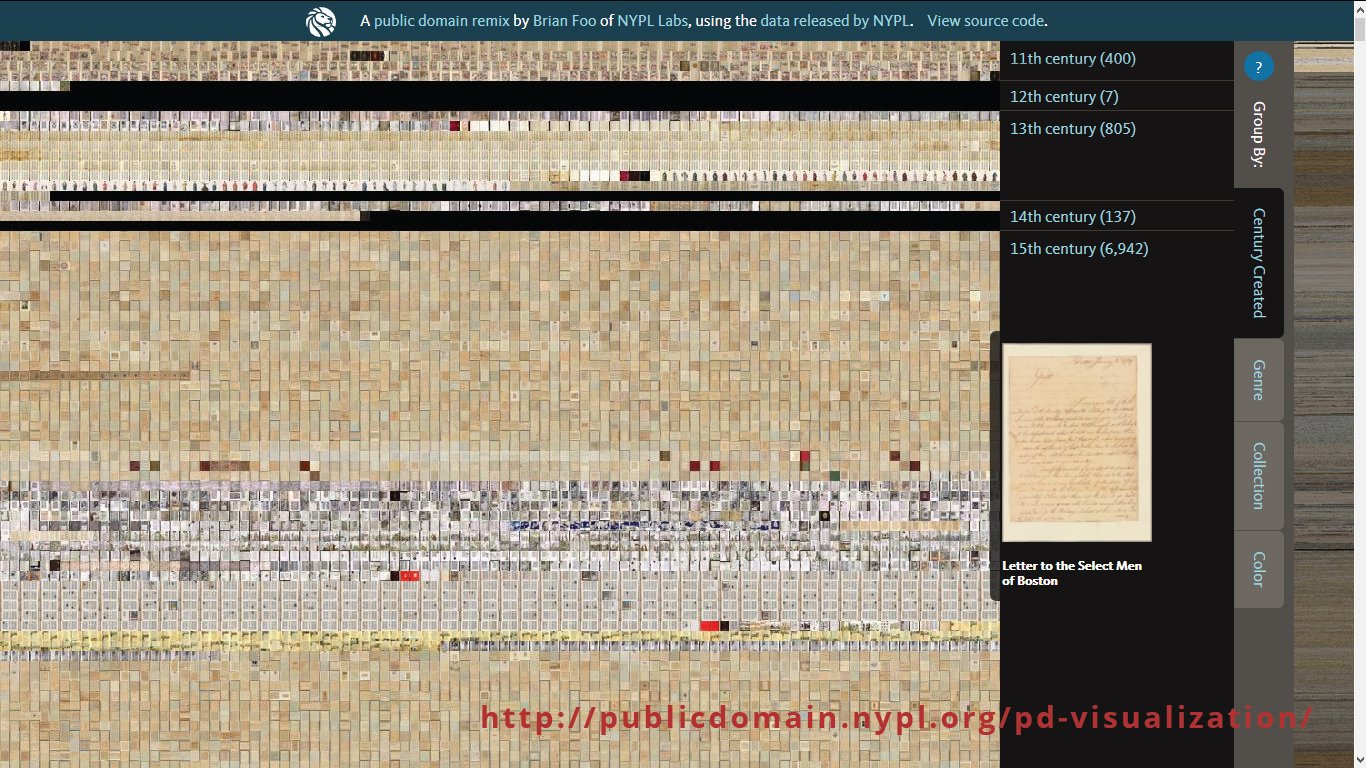 A public domain remix by Brian Foo of NYPL Labs, using the data released by NYPL. View source code.
11th century (400)
12th century (7)
13th century (805)
14th century (137)
15th century (6,942)
?
Group By:
Century Created
Genre
Collection
Color
Letter to the Select Men
of Boston
http://publicdomain.nypl.org/pd-visualization/